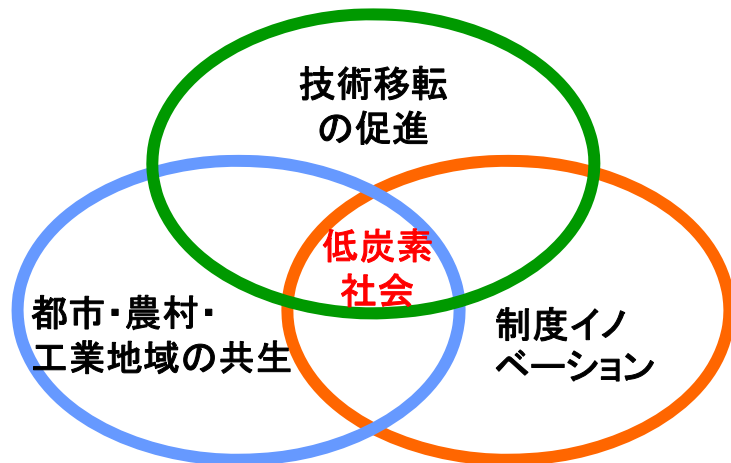 技術移転
の促進
低炭素
社会
都市・農村・
工業地域の共生
制度イノ
ベーション